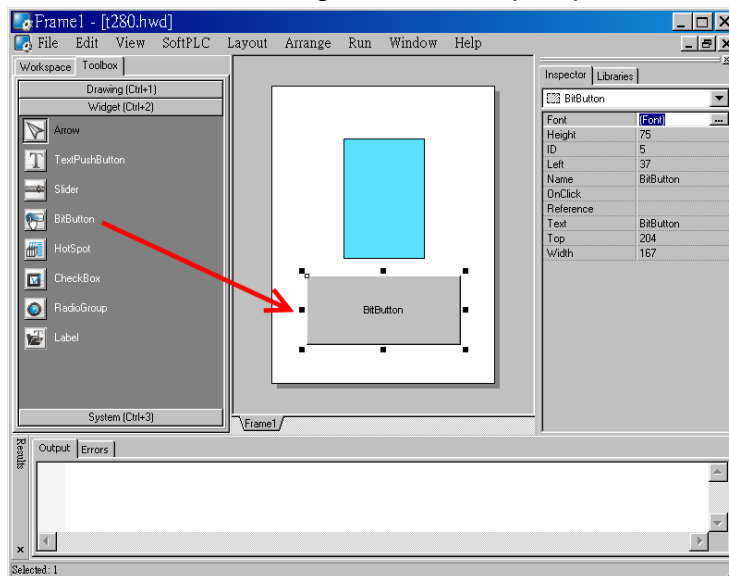 Frame1 - [t280.hwd]
File Edit View SoftPLC Layout Arrange Run Window Help
Workspace Toolbox
Drawing (Ctrl+1)
Widget (Ctrl+2)
Arrow
TextPushButton
Slider
BitButton
HotSpot
CheckBox
RadioGroup
Label
System (Ctrl+3)
BitButton
Frame1
Inspector Libraries
BitButton
Font (Font) ...
Height 75
ID 5
Left 37
Name BitButton
OnClick
Reference
Text BitButton
Top 204
Width 167
Results
Output Errors
Selected: 1